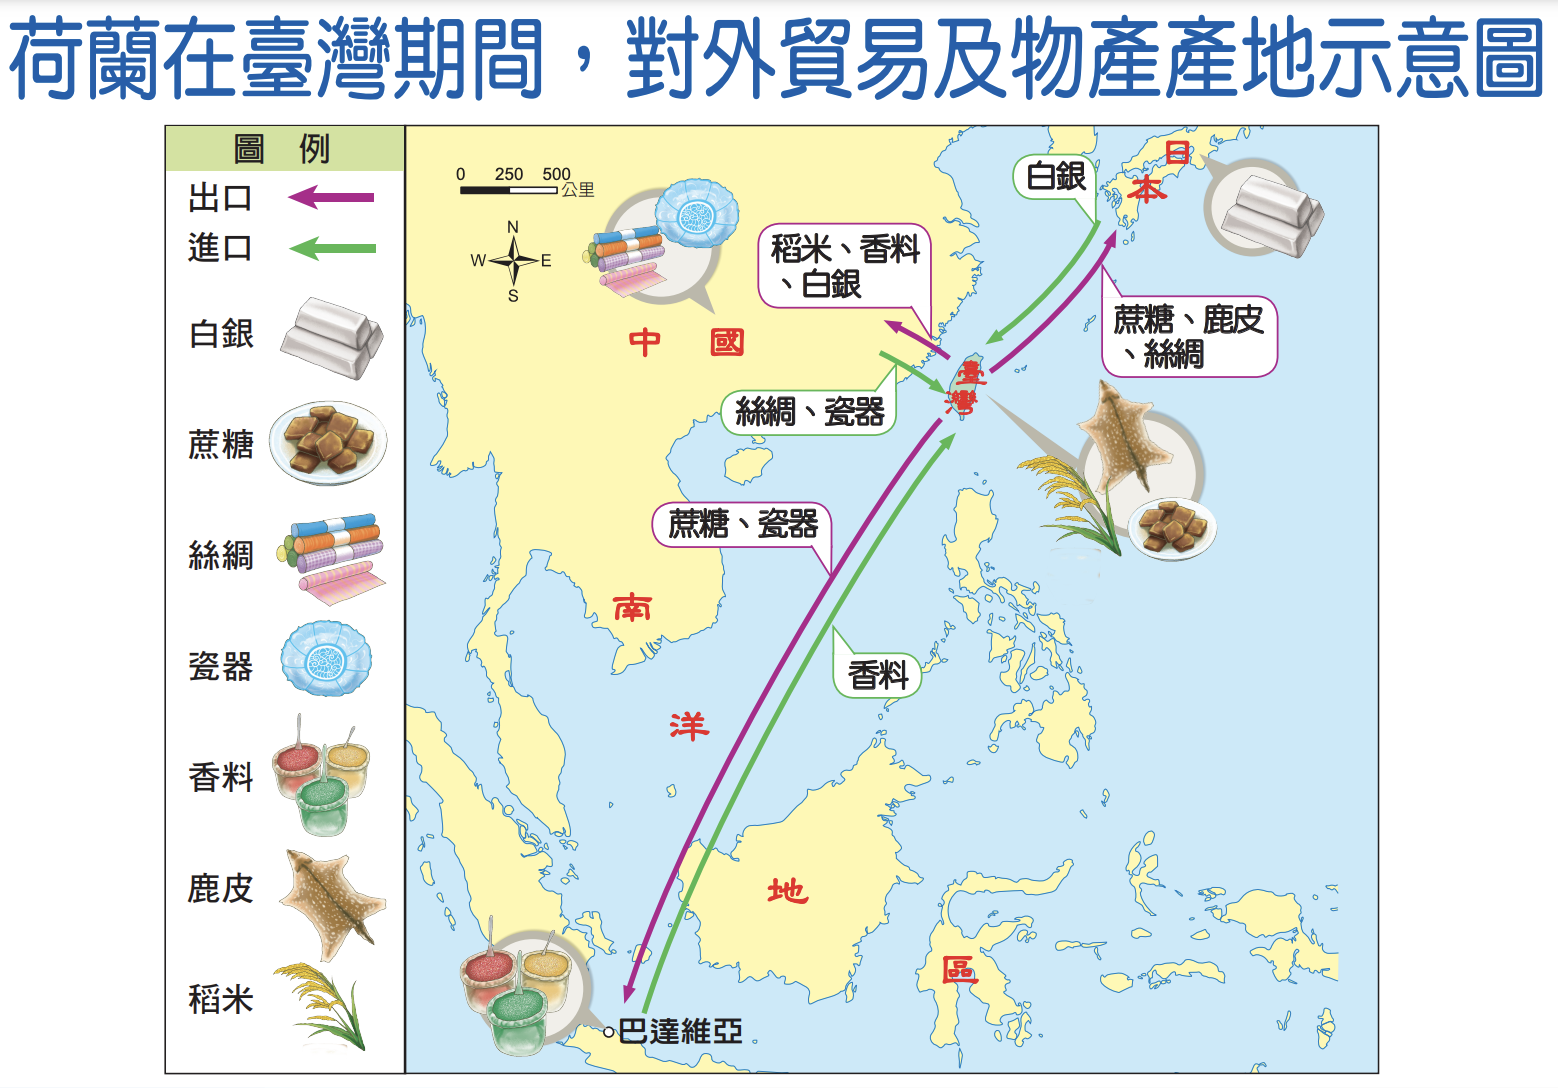 荷蘭在臺灣期間，對外貿易及物產產地示意圖
圖 例
出口
進口
白銀
蔗糖
絲綢
瓷器
香料
鹿皮
稻米
0 250 500
公里
N
W E
S
白銀
日
本
稻米、香料
、白銀
蔗糖、鹿皮
、絲綢
中 國
臺
灣
絲綢、瓷器
蔗糖、瓷器
南
香料
洋
地
區
巴達維亞